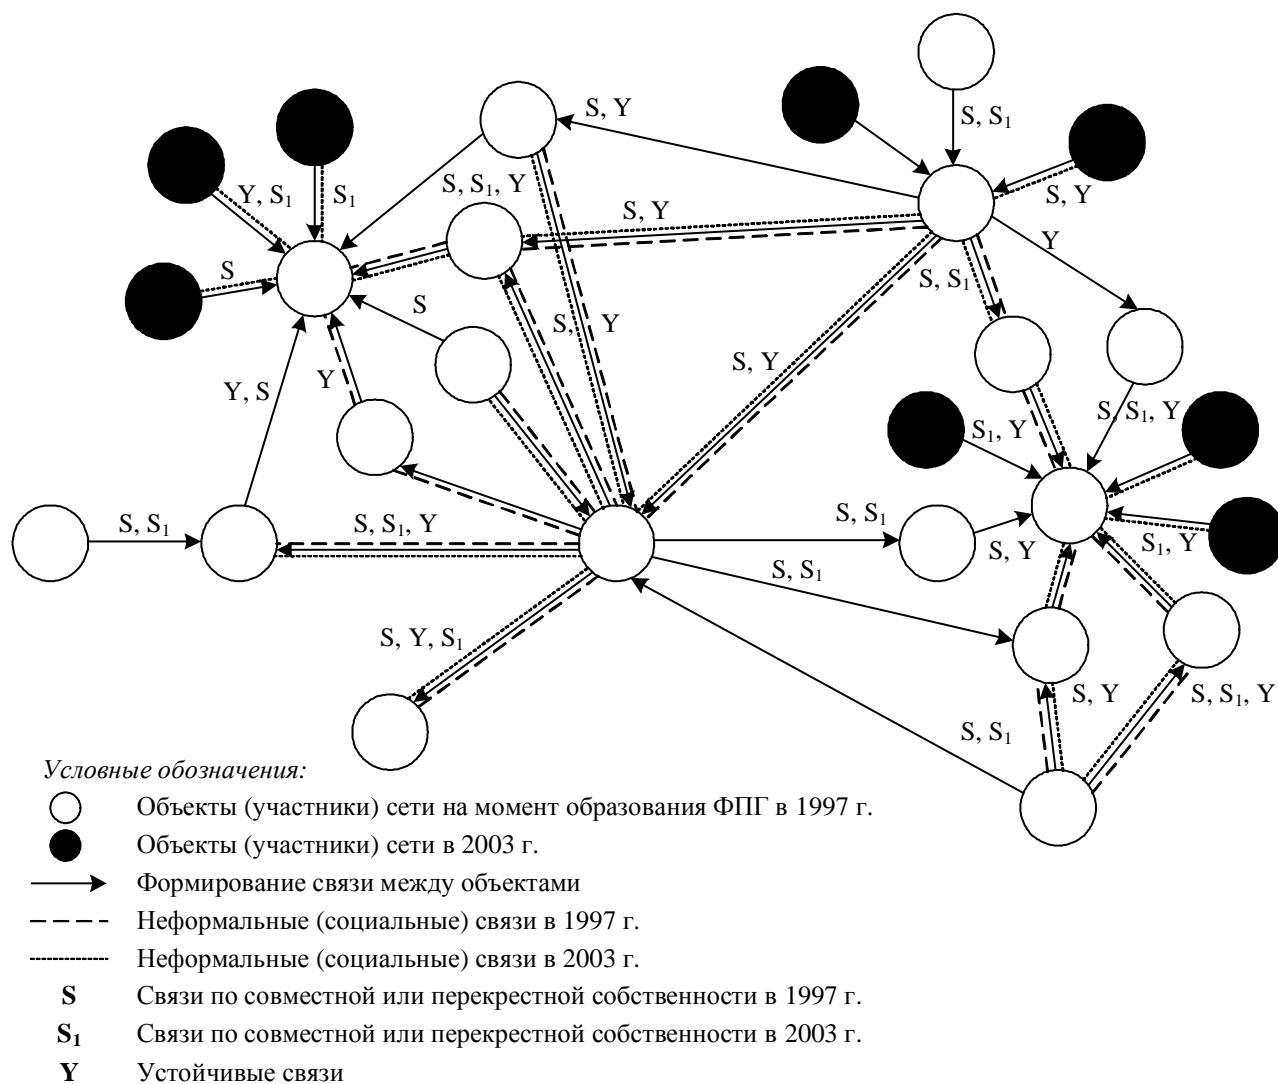 S, Y
S, S₁
Y, S₁
S₁
S, S₁, Y
S, Y
S, Y
Y
S
S, S₁
S
S, Y
S, Y
Y, S
Y
S₁, Y
S, S₁, Y
S, S₁
S, S₁, Y
S, S₁
S, Y
S₁, Y
S, S₁
S, Y, S₁
S, Y
S, S₁, Y
S, S₁
Условные обозначения:
Объекты (участники) сети на момент образования ФПГ в 1997 г.
Объекты (участники) сети в 2003 г.
Формирование связи между объектами
Неформальные (социальные) связи в 1997 г.
Неформальные (социальные) связи в 2003 г.
S Связи по совместной или перекрестной собственности в 1997 г.
S₁ Связи по совместной или перекрестной собственности в 2003 г.
Y Устойчивые связи